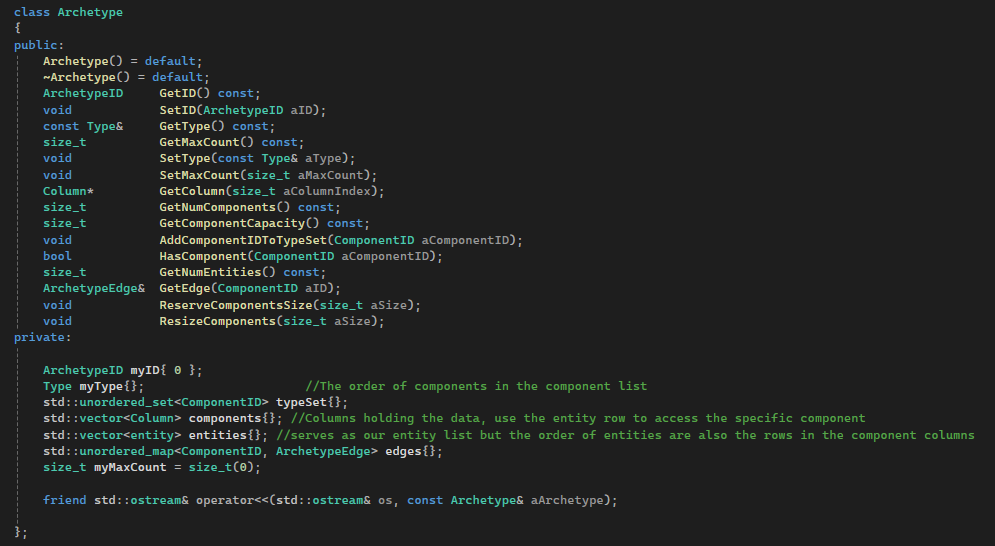 class Archetype
{
public:
    Archetype() = default;
    ~Archetype() = default;
    ArchetypeID     GetID() const;
    void            SetID(ArchetypeID aID);
    const Type&     GetType() const;
    size_t          GetMaxCount() const;
    void            SetType(const Type& aType);
    void            SetMaxCount(size_t aMaxCount);
    Column*         GetColumn(size_t aColumnIndex);
    size_t          GetNumComponents() const;
    size_t          GetComponentCapacity() const;
    void            AddComponentIDToTypeSet(ComponentID aComponentID);
    bool            HasComponent(ComponentID aComponentID);
    size_t          GetNumEntities() const;
    ArchetypeEdge&  GetEdge(ComponentID aID);
    void            ReserveComponentsSize(size_t aSize);
    void            ResizeComponents(size_t aSize);
private:
    ArchetypeID myID{ 0 };
    Type myType{};                      //The order of components in the component list
    std::unordered_set<ComponentID> typeSet{};
    std::vector<Column> components{}; //Columns holding the data, use the entity row to access the specific component
    std::vector<entity> entities{}; //serves as our entity list but the order of entities are also the rows in the component columns
    std::unordered_map<ComponentID, ArchetypeEdge> edges{};
    size_t myMaxCount = size_t(0);
    friend std::ostream& operator<<(std::ostream& os, const Archetype& aArchetype);
};